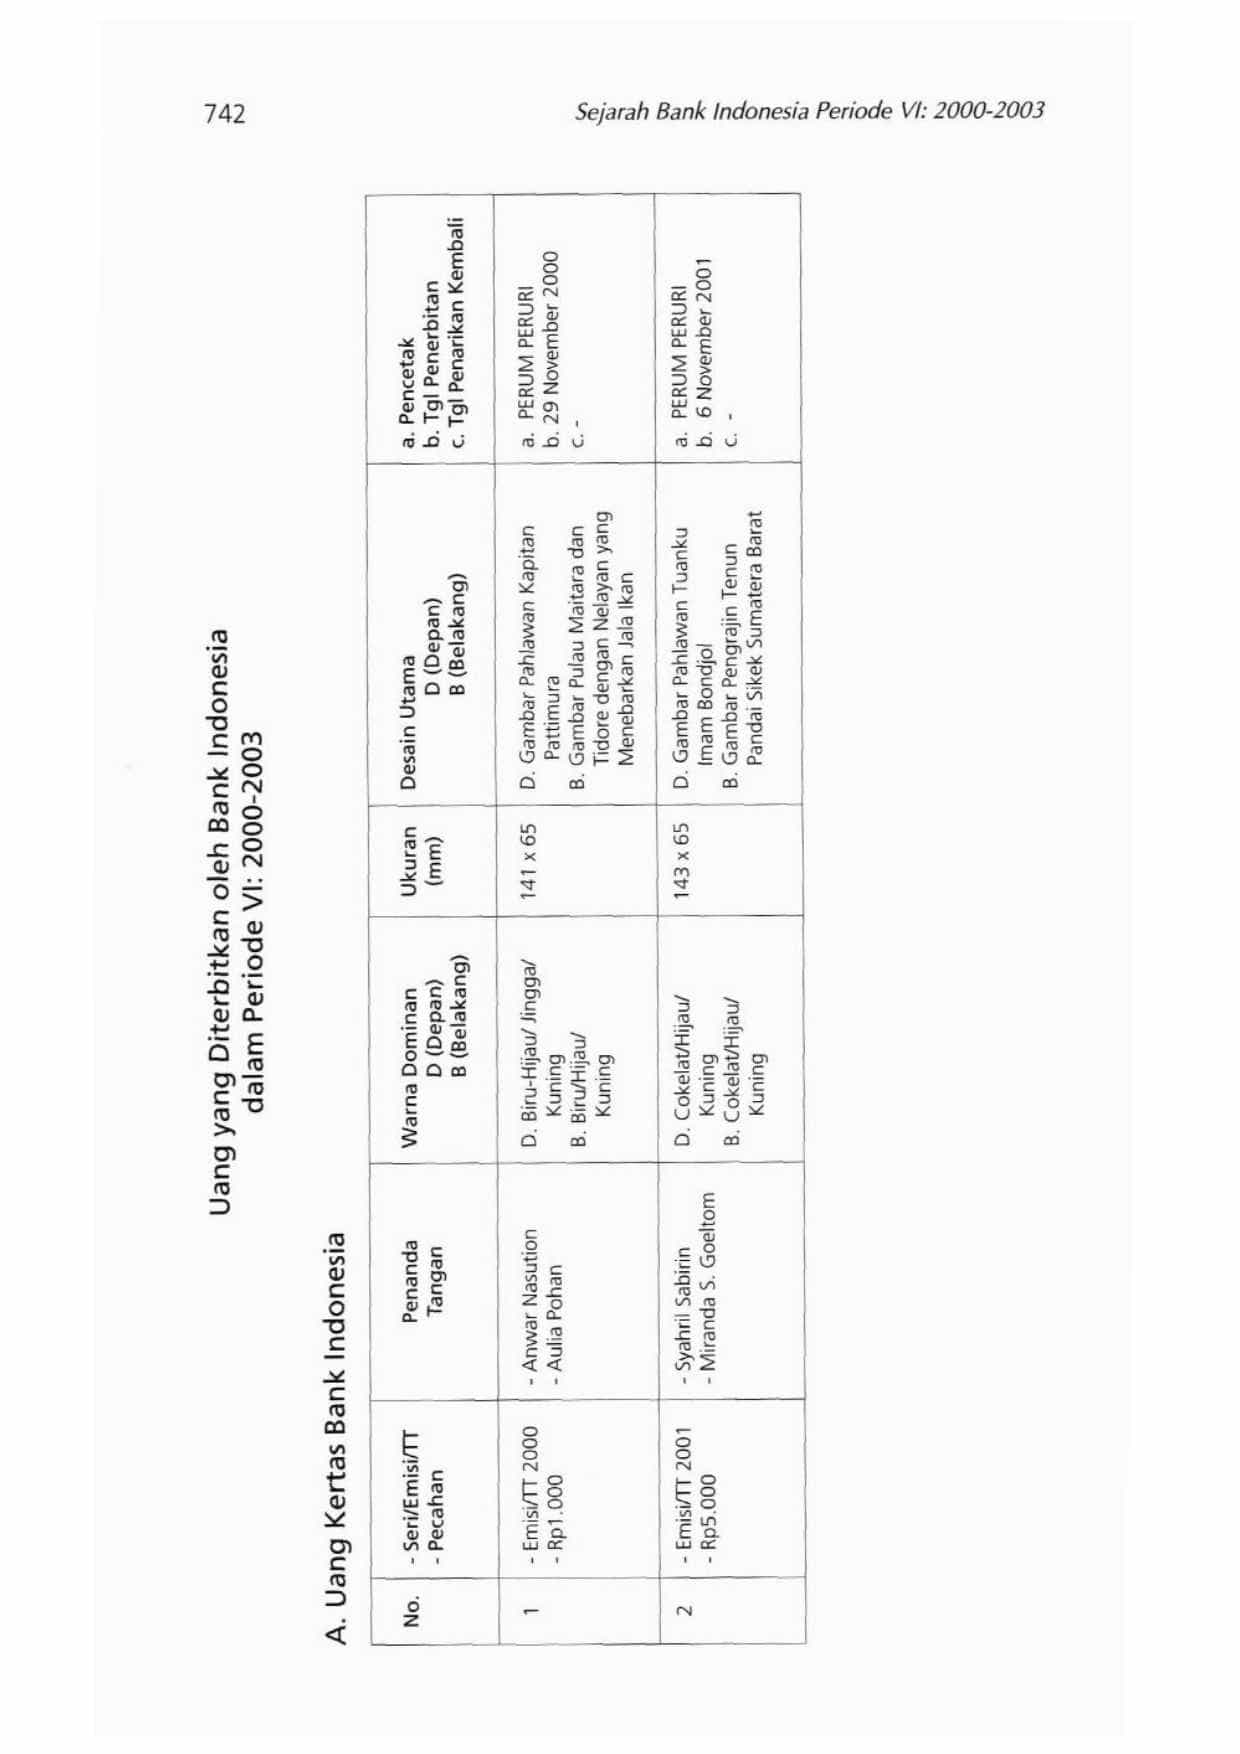 742
Sejarah Bank Indonesia Periode VI: 2000-2003
Uang yang Diterbitkan oleh Bank Indonesia
dalam Periode VI: 2000-2003
A. Uang Kertas Bank Indonesia
No.
- Seri/Emisi/TT
- Pecahan
Penanda
Tangan
Warna Dominan
D (Depan)
B (Belakang)
Ukuran
(mm)
Desain Utama
D (Depan)
B (Belakang)
a. Pencetak
b. Tgl Penerbitan
c. Tgl Penarikan Kembali
1
- Emisi/TT 2000
- Rp1.000
- Anwar Nasution
- Aulia Pohan
D. Biru-Hijau/ Jingga/
Kuning
B. Biru/Hijau/
Kuning
141 x 65
D. Gambar Pahlawan Kapitan
Pattimura
B. Gambar Pulau Maitara dan
Tidore dengan Nelayan yang
Menebarkan Jala Ikan
a. PERUM PERURI
b. 29 November 2000
c. -
2
- Emisi/TT 2001
- Rp5.000
- Syahril Sabirin
- Miranda S. Goeltom
D. Cokelat/Hijau/
Kuning
B. Cokelat/Hijau/
Kuning
143 x 65
D. Gambar Pahlawan Tuanku
Imam Bondjol
B. Gambar Pengrajin Tenun
Pandai Sikek Sumatera Barat
a. PERUM PERURI
b. 6 November 2001
c. -